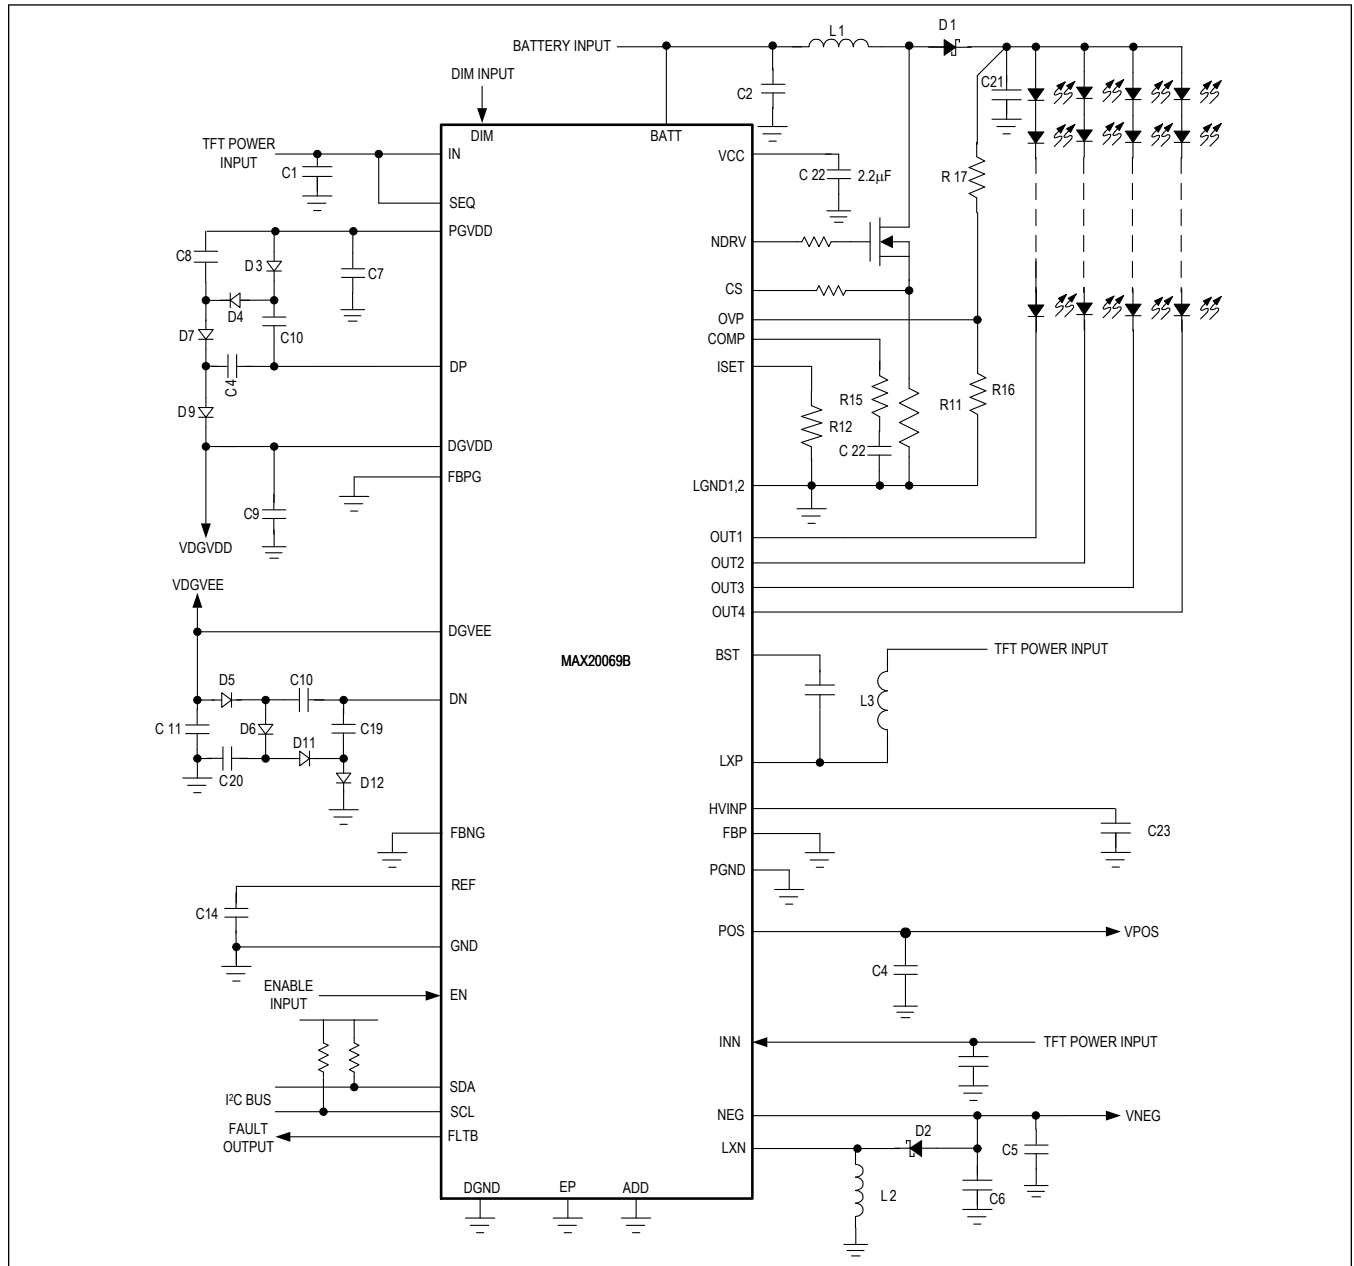 BATTERY INPUT
L1
D1
DIM INPUT
C2
C21
DIM
BATT
TFT POWER
INPUT
IN
C1
VCC
C 22
2.2μF
R 17
SEQ
PGVDD
C8
D3
C7
NDRV
D4
CS
C10
OVP
D7
COMP
C4
DP
ISET
D9
R15
R11
R16
R12
DGVDD
C 22
FBPG
LGND1,2
C9
VDGVDD
OUT1
OUT2
VDGVEE
OUT3
OUT4
DGVEE
MAX20069B
BST
TFT POWER INPUT
D5
C10
DN
L3
C 11
D6
D11
C19
C20
D12
LXP
HVINP
FBNG
FBP
C23
PGND
REF
C14
POS
VPOS
GND
C4
ENABLE
INPUT
EN
INN
TFT POWER INPUT
SDA
I²C BUS
SCL
NEG
VNEG
FAULT
OUTPUT
FLTB
D2
LXN
C5
DGND
EP
ADD
L2
C6